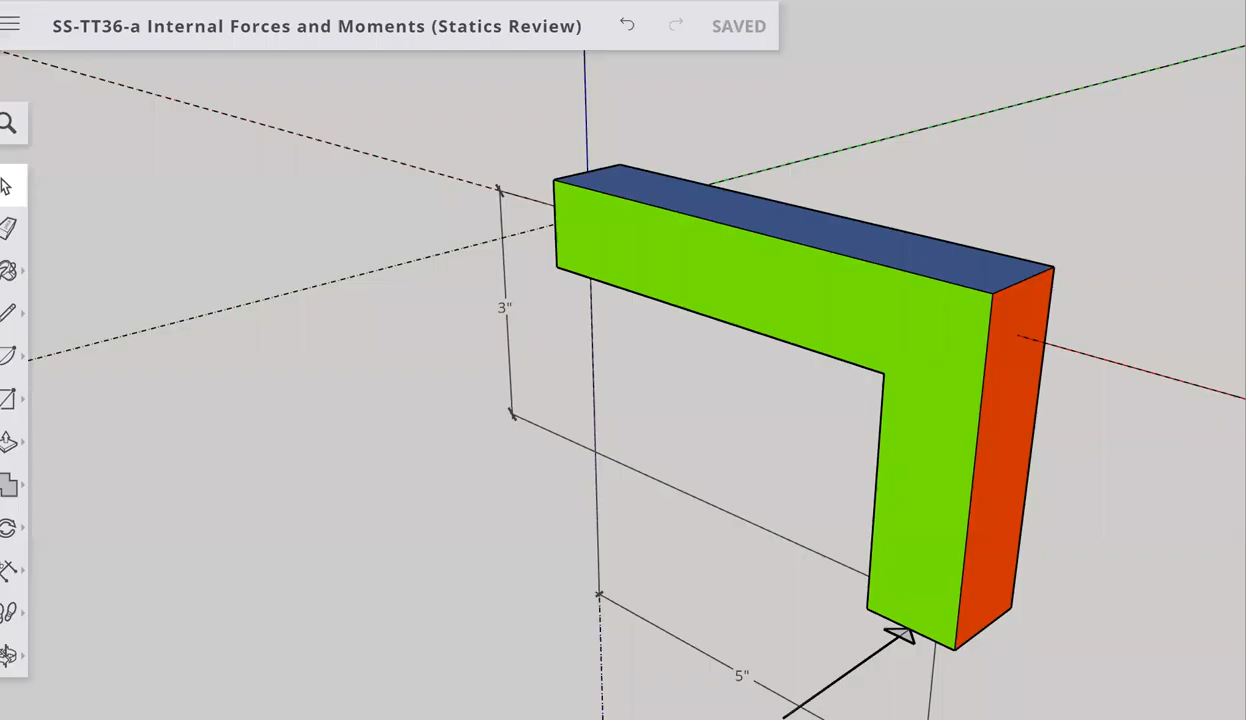 SS-TT36-a Internal Forces and Moments (Statics Review)
SAVED
3"
5"